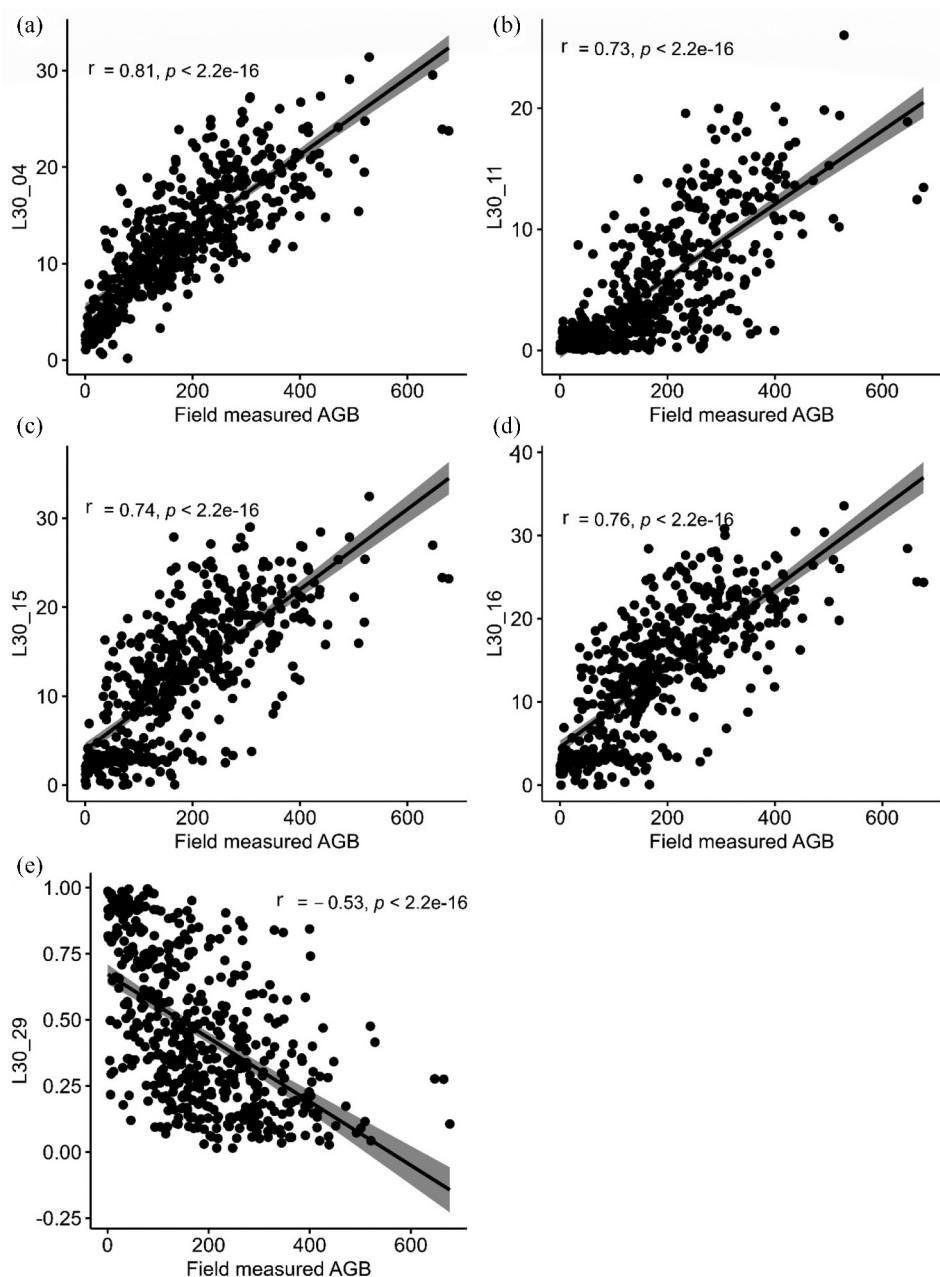 (a)
r = 0.81, p < 2.2e-16
30
20
10
0
L30_04
0 200 400 600
Field measured AGB
(b)
r = 0.73, p < 2.2e-16
20
10
0
L30_11
0 200 400 600
Field measured AGB
(c)
r = 0.74, p < 2.2e-16
30
20
10
0
L30_15
0 200 400 600
Field measured AGB
(d)
r = 0.76, p < 2.2e-16
40
30
20
10
0
L30_16
0 200 400 600
Field measured AGB
(e)
r = – 0.53, p < 2.2e-16
1.00
0.75
0.50
0.25
0.00
-0.25
L30_29
0 200 400 600
Field measured AGB